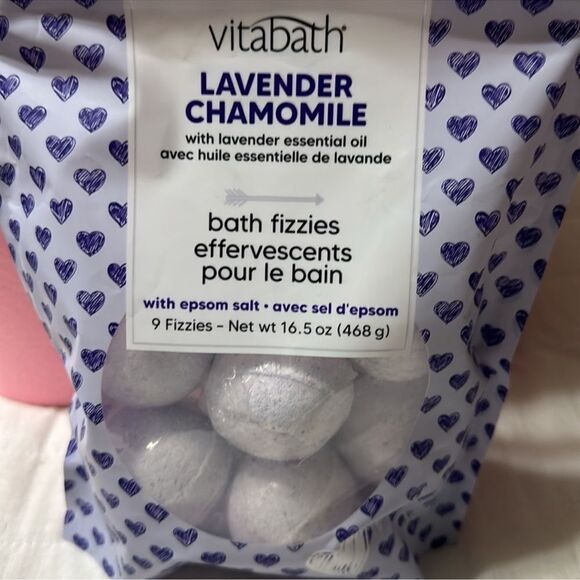 vitabath®
LAVENDER
CHAMOMILE
with lavender essential oil
avec huile essentielle de lavande
bath fizzies
effervescents
pour le bain
with epsom salt • avec sel d'epsom
9 Fizzies – Net wt 16.5 oz (468 g)